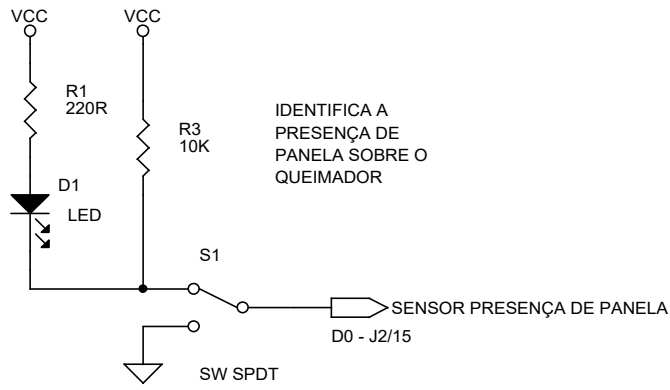 VCC
VCC
R1
220R
R3
10K
IDENTIFICA A
PRESENÇA DE
PANELA SOBRE O
QUEIMADOR
D1
LED
S1
SENSOR PRESENÇA DE PANELA
D0 - J2/15
SW SPDT